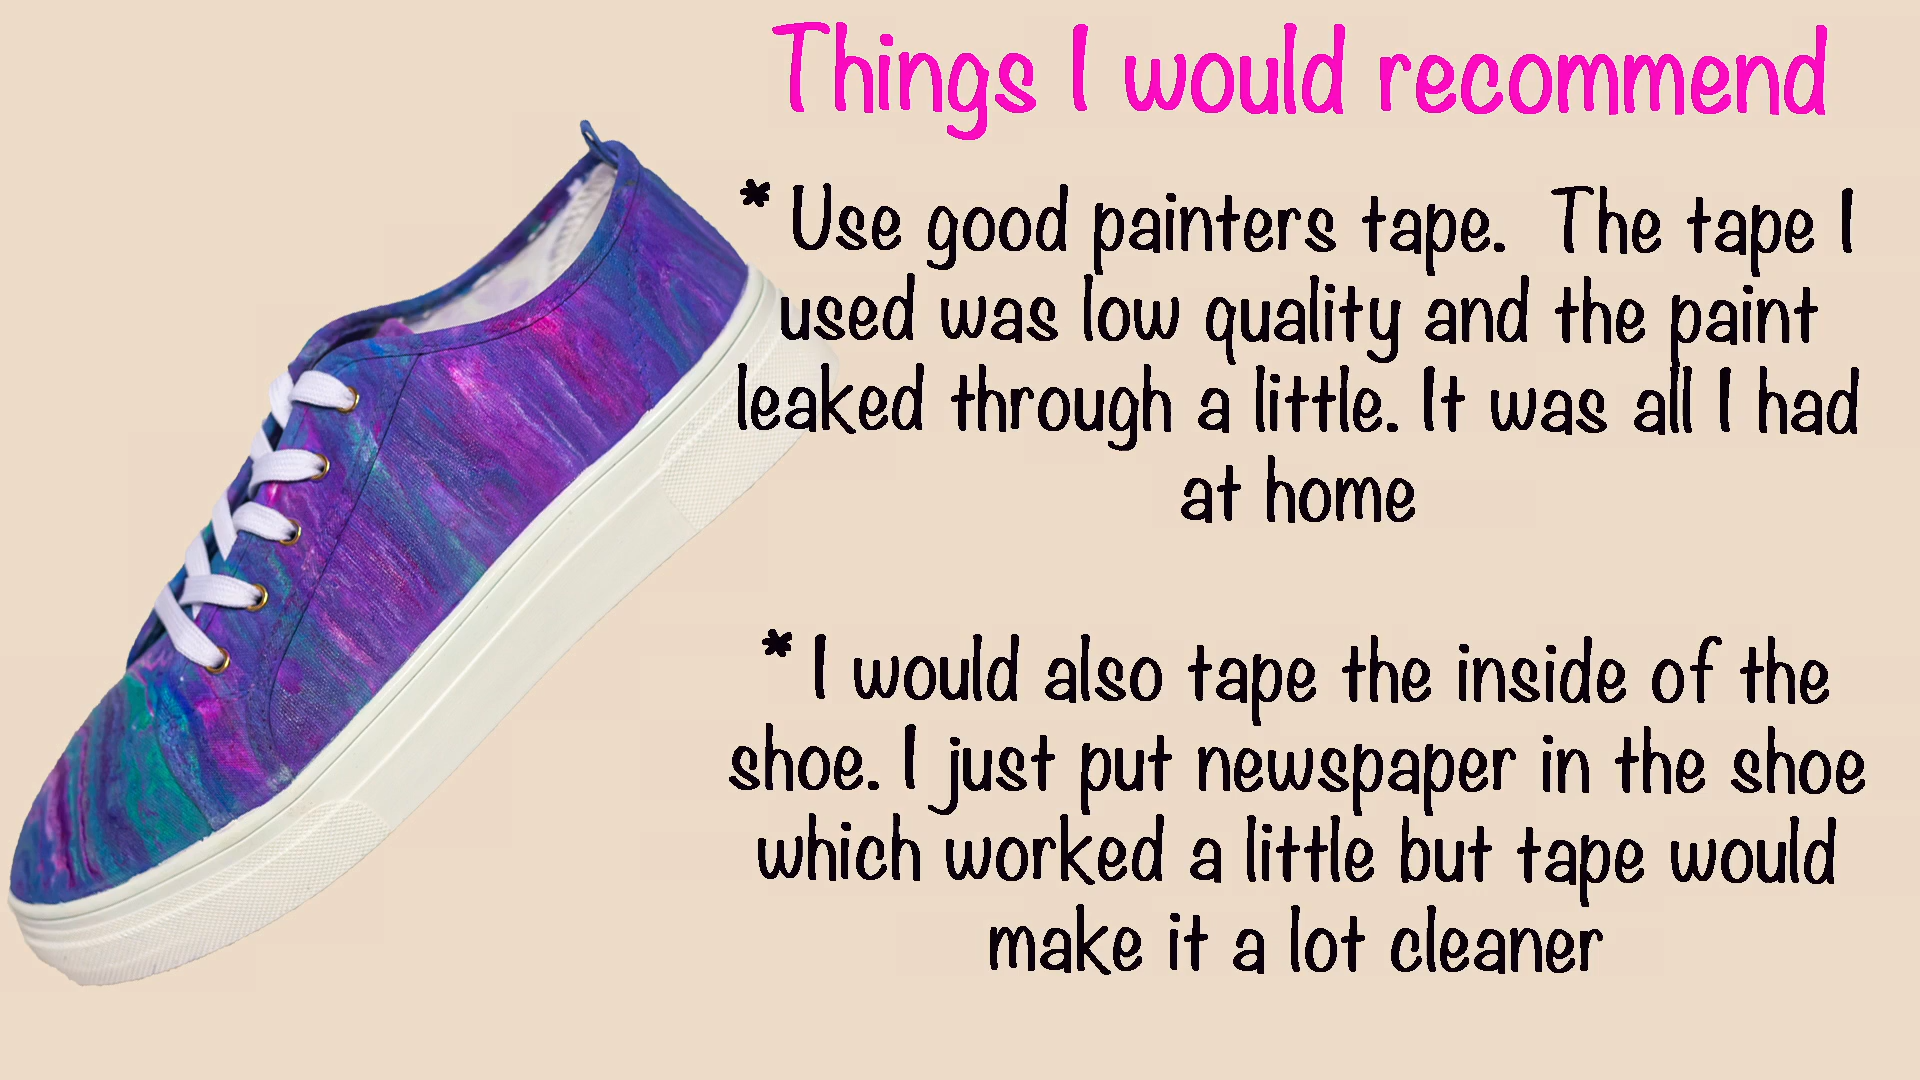 Things I would recommend
* Use good painters tape.  The tape I
used was low quality and the paint
leaked through a little. It was all I had
at home
* I would also tape the inside of the
shoe. I just put newspaper in the shoe
which worked a little but tape would
make it a lot cleaner